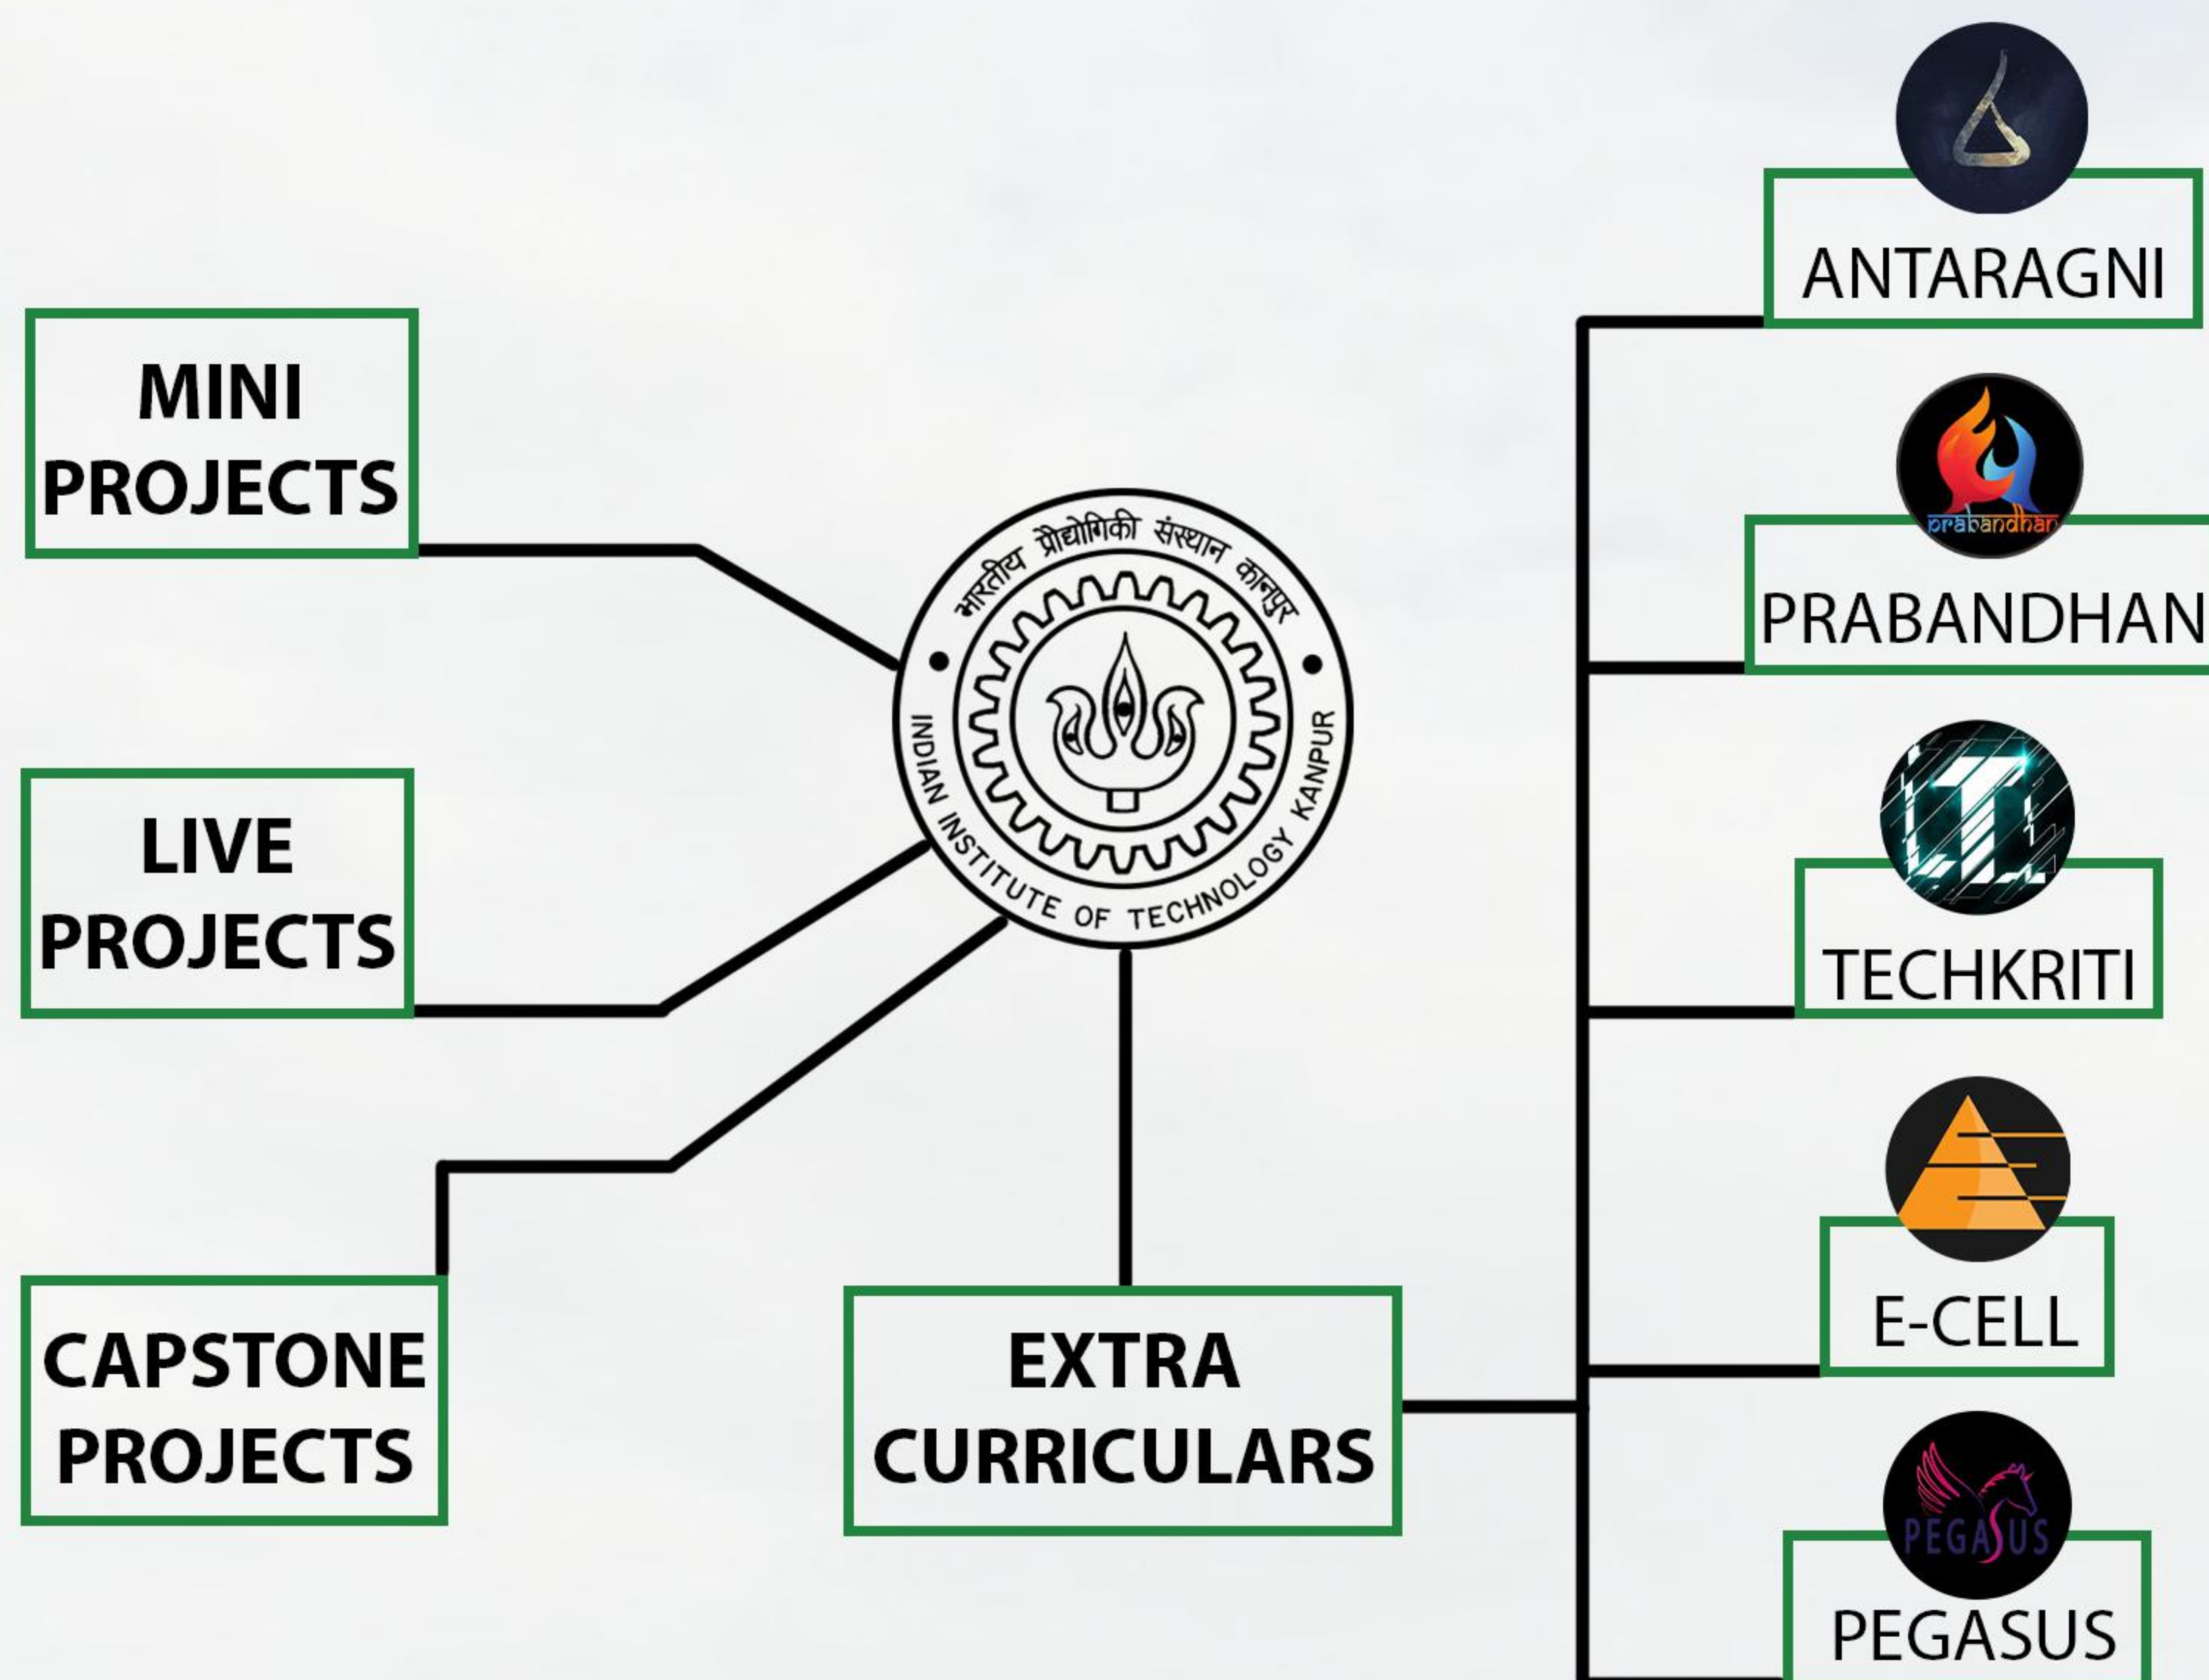 MINI
PROJECTS
LIVE
PROJECTS
CAPSTONE
PROJECTS
भारतीय प्रौद्योगिकी संस्थान कानपुर
INDIAN INSTITUTE OF TECHNOLOGY KANPUR
EXTRA
CURRICULARS
ANTARAGNI
prabandhan
PRABANDHAN
TECHKRITI
E-CELL
PEGASUS
PEGASUS